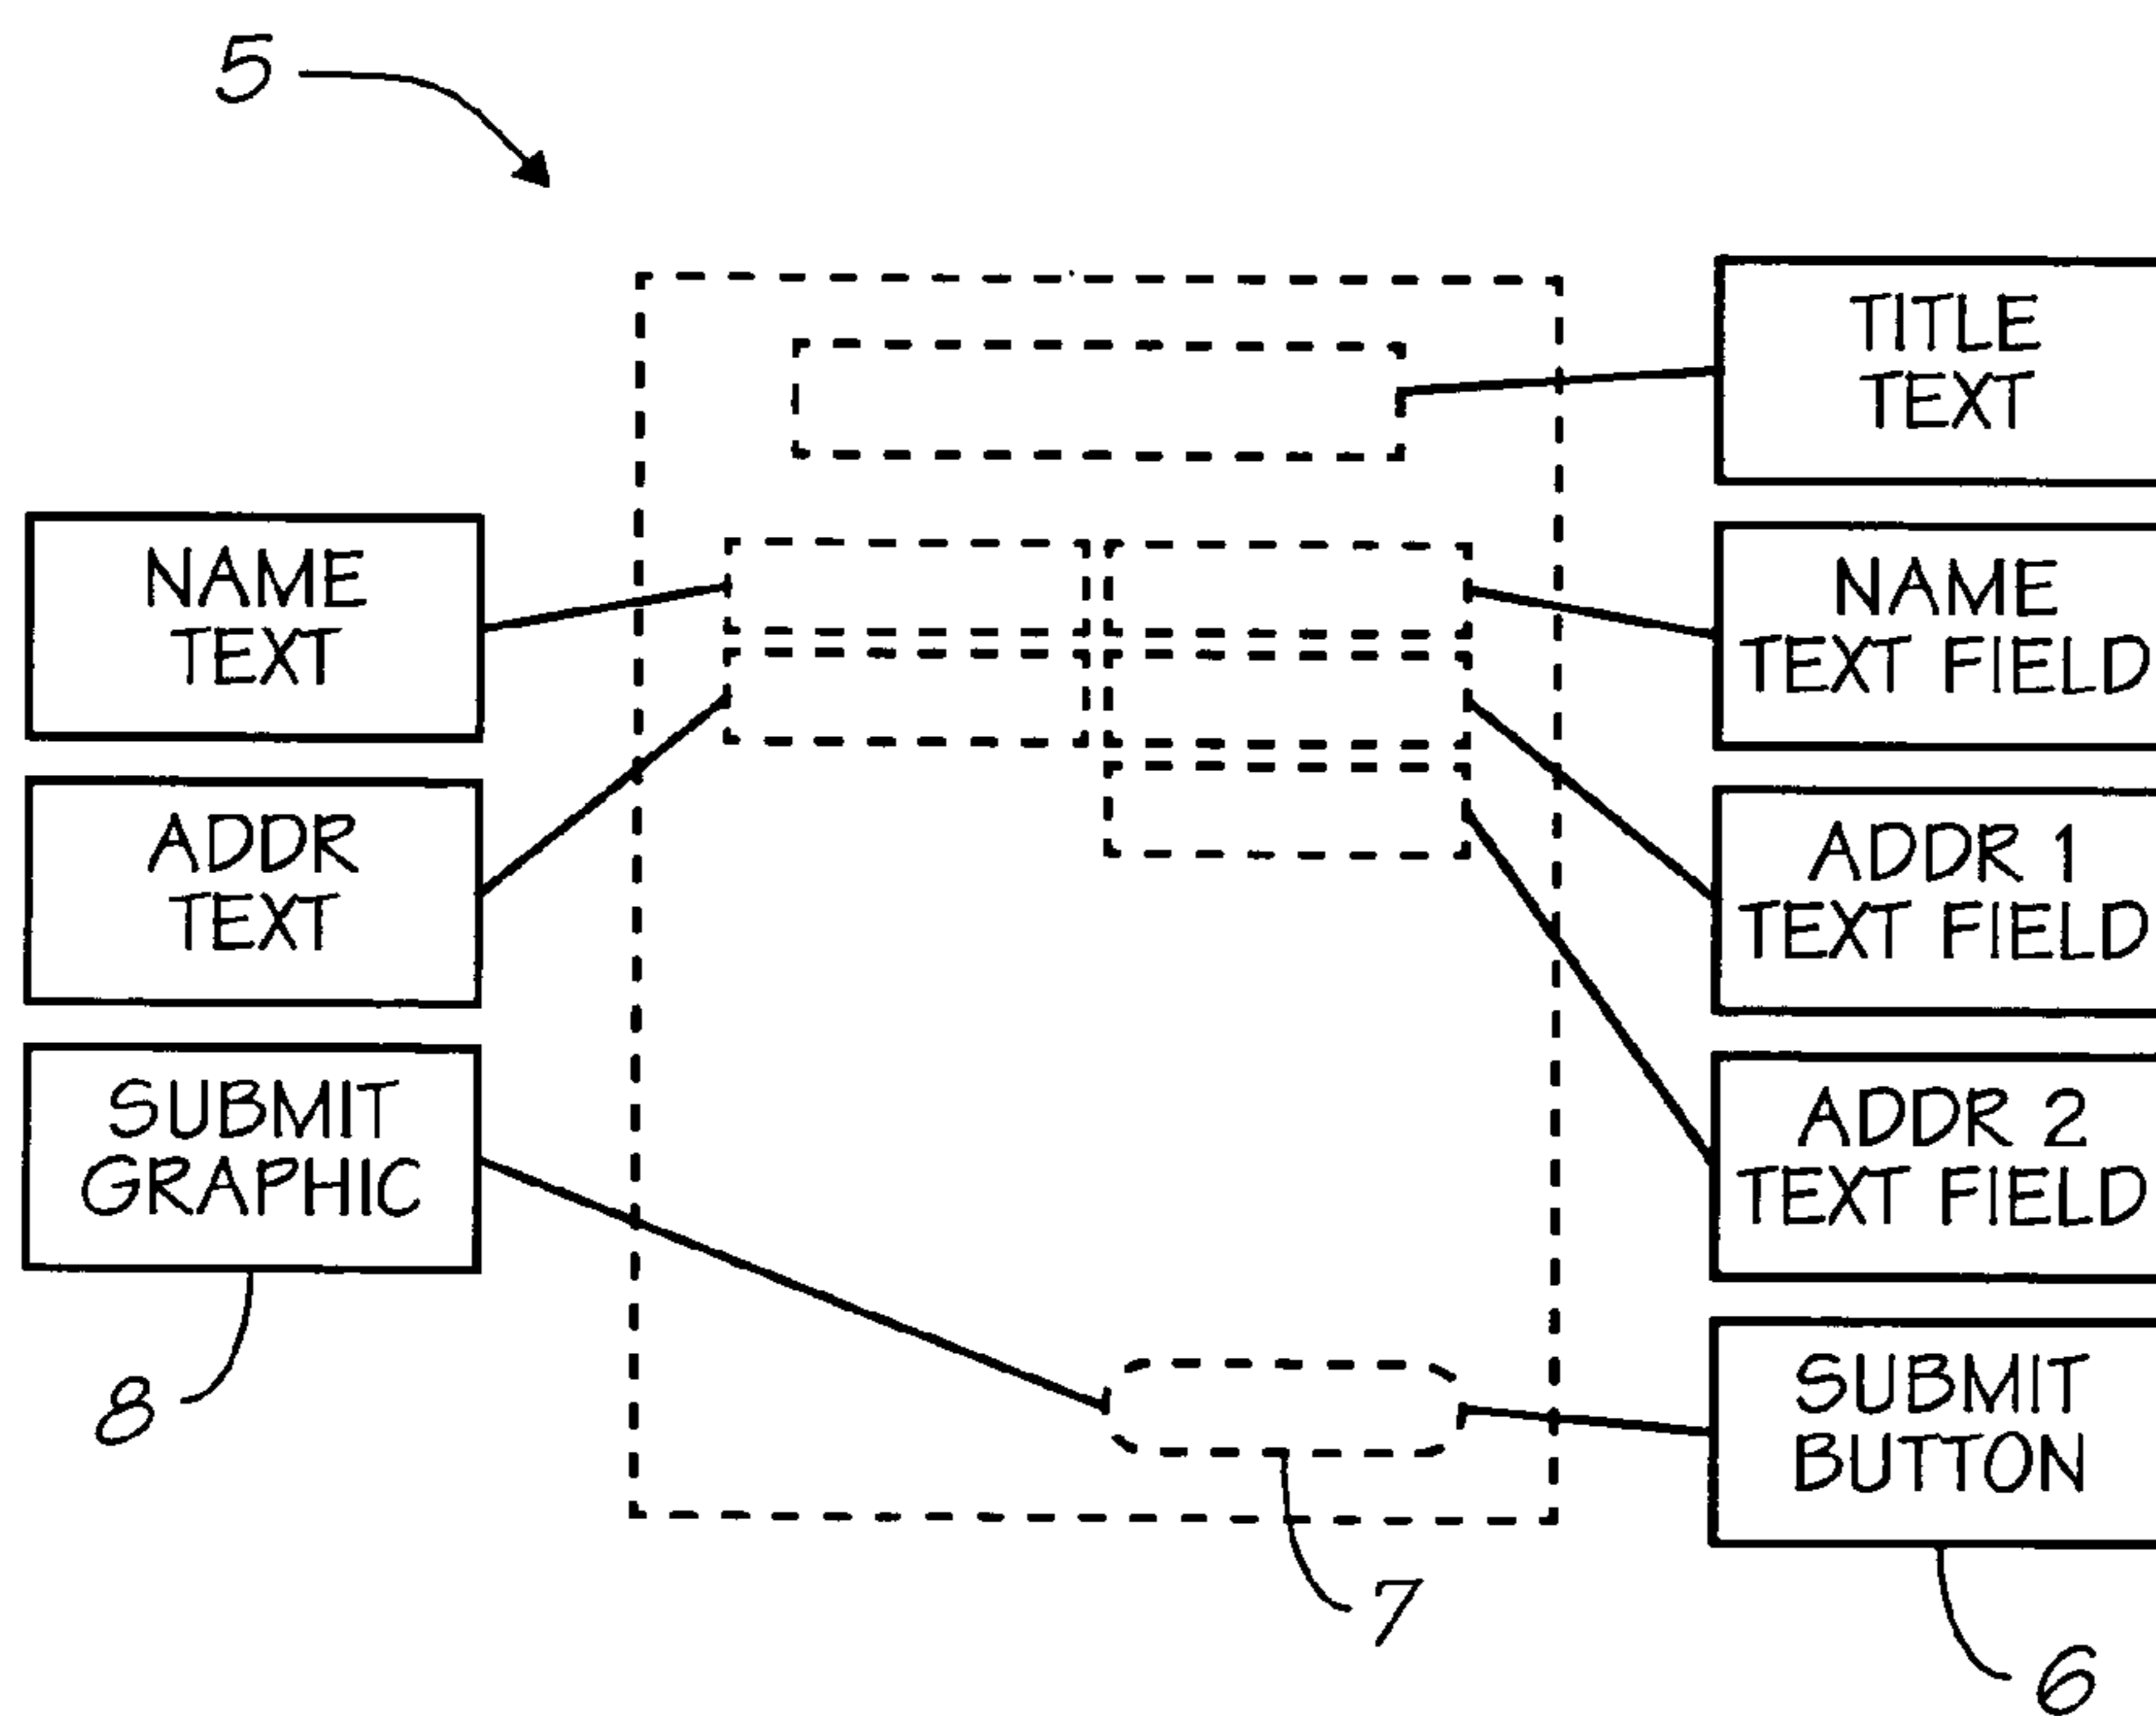 5
TITLE
TEXT
NAME
TEXT
NAME
TEXT FIELD
ADDR
TEXT
ADDR 1
TEXT FIELD
SUBMIT
GRAPHIC
ADDR 2
TEXT FIELD
8
SUBMIT
BUTTON
7
6